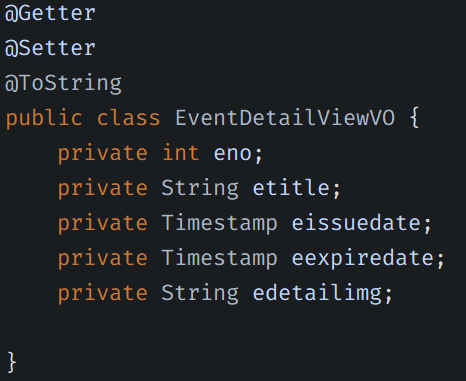 @Getter
@Setter
@ToString
public class EventDetailViewVO {
    private int eno;
    private String etitle;
    private Timestamp eissuedate;
    private Timestamp eexpiredate;
    private String edetailimg;
}